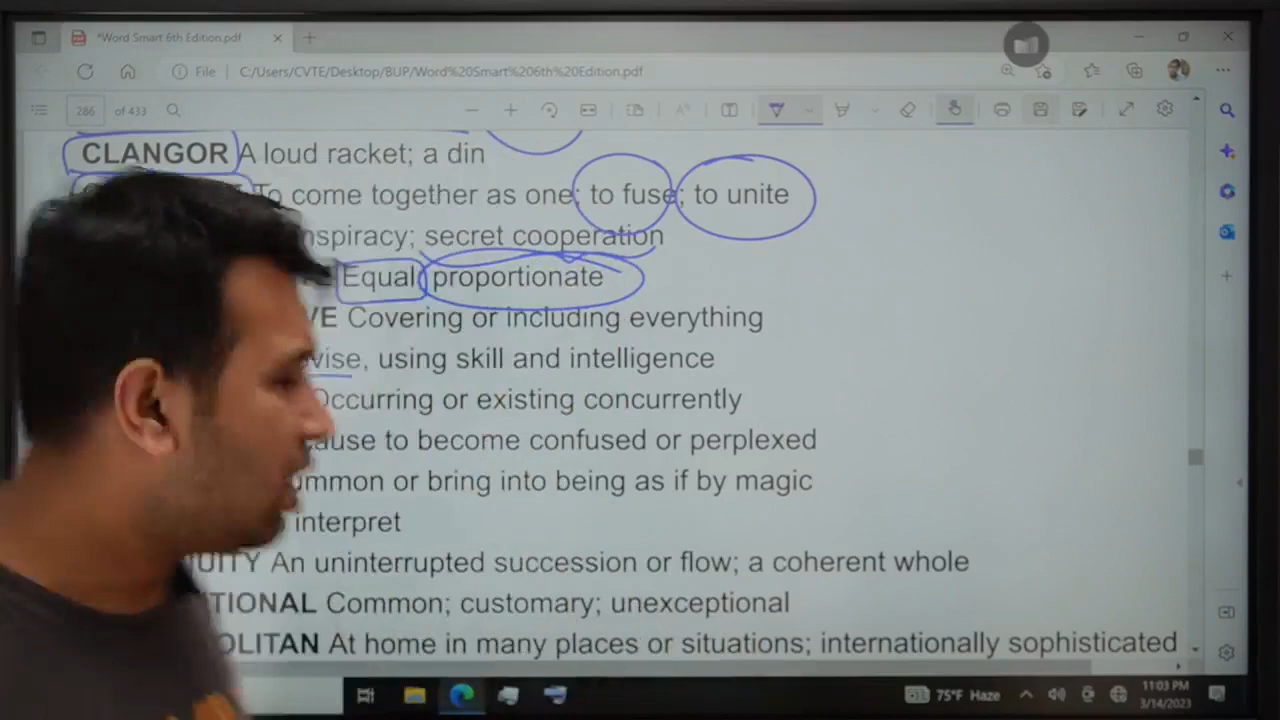 *Word Smart 6th Edition.pdf
File C:/Users/CVTE/Desktop/BUP/Word%20Smart%206th%20Edition.pdf
286 of 433
CLANGOR A loud racket; a din
To come together as one; to fuse; to unite
secret cooperation
Equal proportionate
VE Covering or including everything
wise, using skill and intelligence
Occurring or existing concurrently
ause to become confused or perplexed
mmon or bring into being as if by magic
interpret
UITY An uninterrupted succession or flow; a coherent whole
TIONAL Common; customary; unexceptional
OLITAN At home in many places or situations; internationally sophisticated
75°F Haze 11:03 PM
3/14/2023